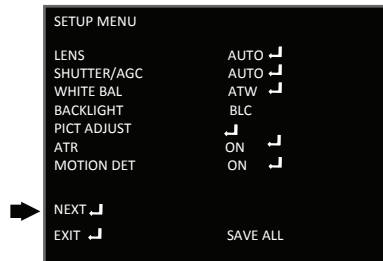 SETUP MENU
LENS AUTO ↲
SHUTTER/AGC AUTO ↲
WHITE BAL ATW ↲
BACKLIGHT BLC
PICT ADJUST ↲
ATR ON ↲
MOTION DET ON ↲
NEXT ↲
EXIT ↲ SAVE ALL